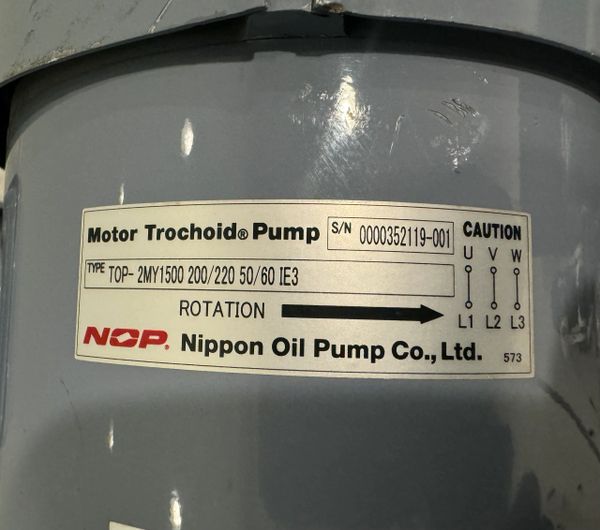 Motor Trochoid® Pump S/N 0000352119-001 CAUTION
U V W
TYPE TOP- 2MY1500 200/220 50/60 IE3
ROTATION
L1 L2 L3
NOP. Nippon Oil Pump Co., Ltd. 573